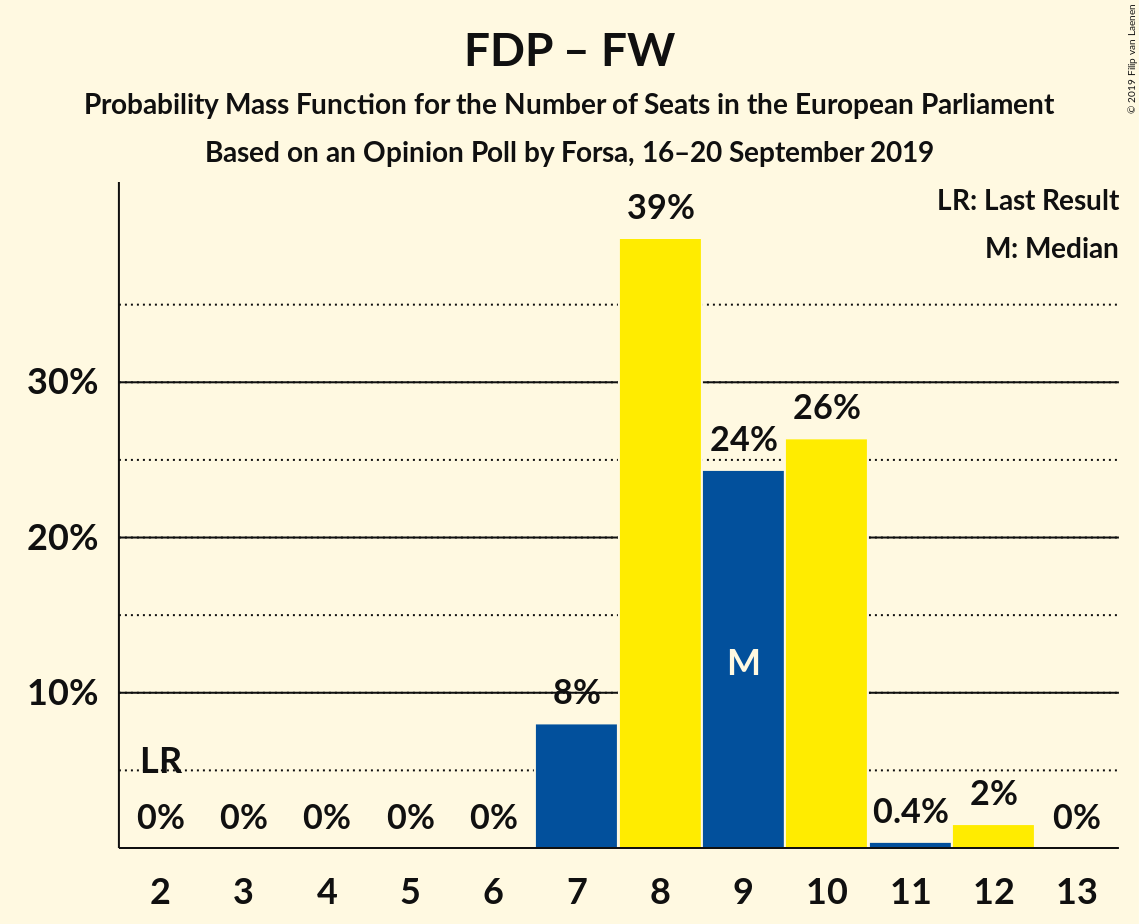 FDP – FW
Probability Mass Function for the Number of Seats in the European Parliament
Based on an Opinion Poll by Forsa, 16–20 September 2019
© 2019 Filip van Laenen
LR: Last Result
M: Median
39%
30%
26%
24%
20%
M
10%
8%
LR
0% 0% 0% 0% 0% 0.4% 2% 0%
2 3 4 5 6 7 8 9 10 11 12 13